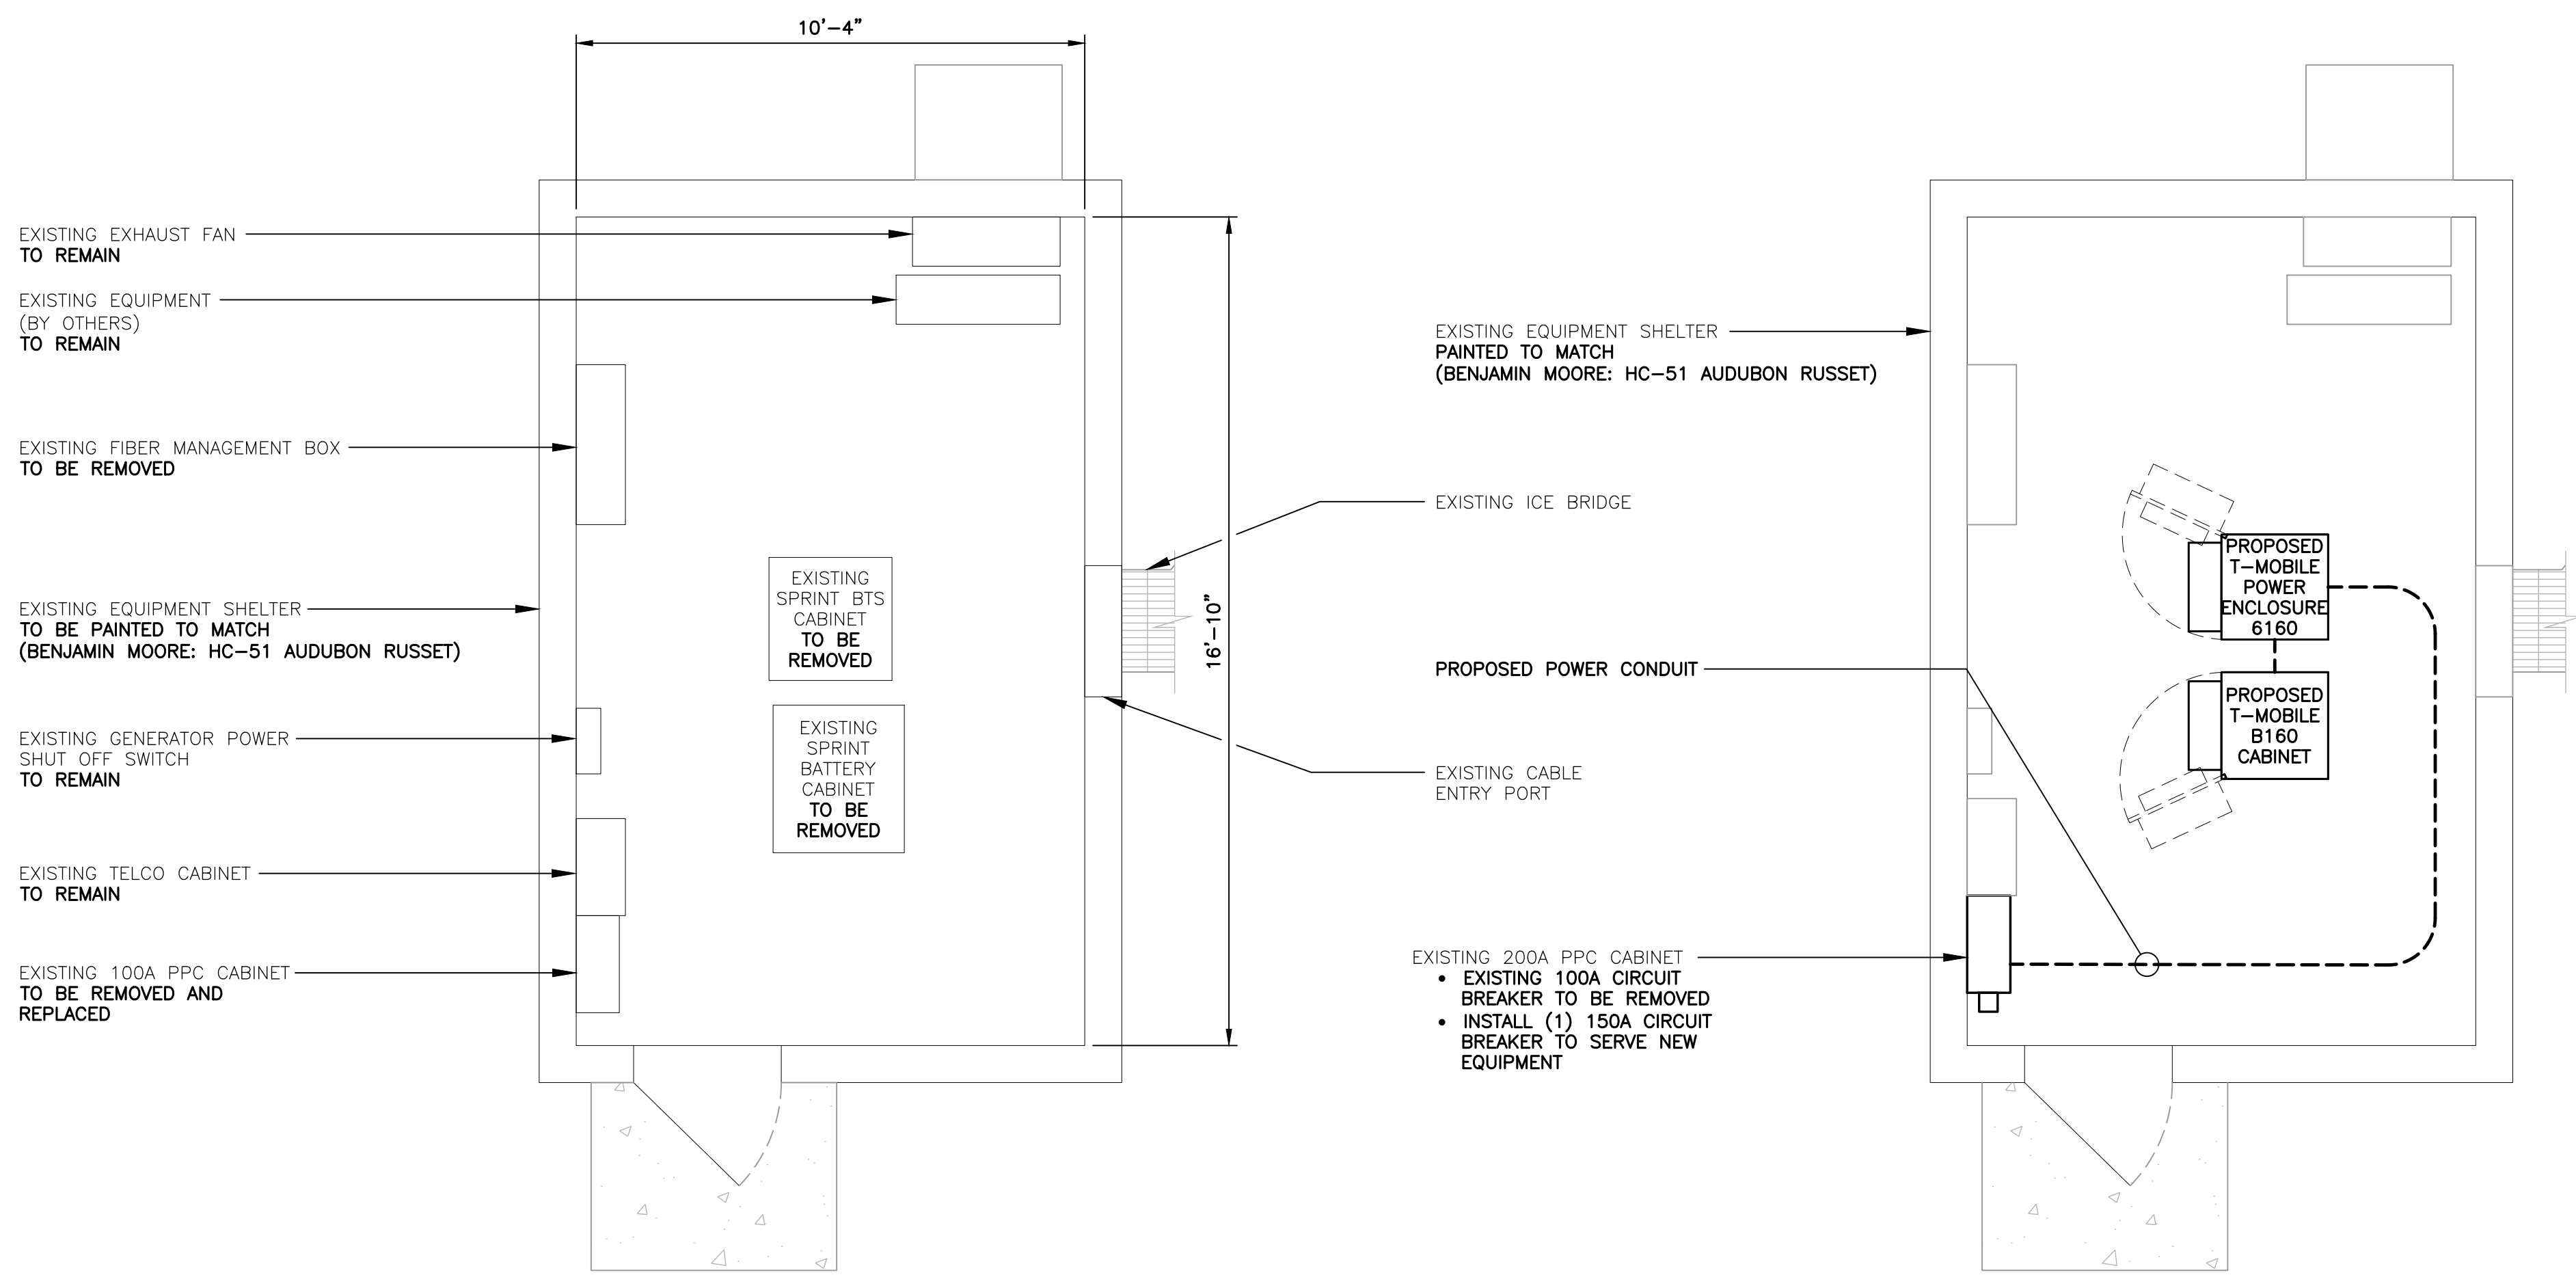 10'-4"
EXISTING EXHAUST FAN
TO REMAIN
EXISTING EQUIPMENT
(BY OTHERS)
TO REMAIN
EXISTING FIBER MANAGEMENT BOX
TO BE REMOVED
EXISTING EQUIPMENT SHELTER
TO BE PAINTED TO MATCH
(BENJAMIN MOORE: HC-51 AUDUBON RUSSET)
EXISTING GENERATOR POWER
SHUT OFF SWITCH
TO REMAIN
EXISTING TELCO CABINET
TO REMAIN
EXISTING 100A PPC CABINET
TO BE REMOVED AND
REPLACED
EXISTING
SPRINT BTS
CABINET
TO BE
REMOVED
EXISTING
SPRINT
BATTERY
CABINET
TO BE
REMOVED
16'-10"
EXISTING EQUIPMENT SHELTER
PAINTED TO MATCH
(BENJAMIN MOORE: HC-51 AUDUBON RUSSET)
EXISTING ICE BRIDGE
PROPOSED POWER CONDUIT
EXISTING CABLE
ENTRY PORT
EXISTING 200A PPC CABINET
• EXISTING 100A CIRCUIT
BREAKER TO BE REMOVED
• INSTALL (1) 150A CIRCUIT
BREAKER TO SERVE NEW
EQUIPMENT
PROPOSED
T-MOBILE
POWER
ENCLOSURE
6160
PROPOSED
T-MOBILE
B160
CABINET